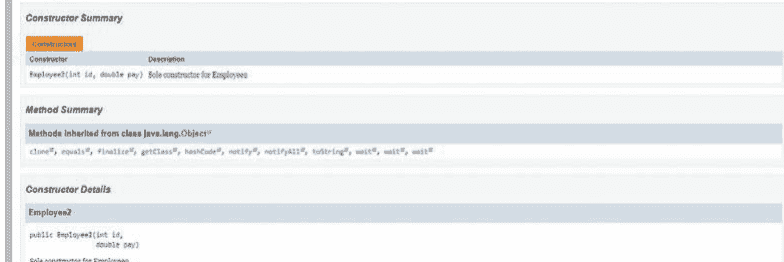 Constructor Summary
Constructors
Constructor Description
Employee2(int id, double pay) Sole constructor for Employee
Method Summary
Methods inherited from class java.lang.Object
clone, equals, finalize, getClass, hashCode, notify, notifyAll, toString, wait, wait, wait
Constructor Details
Employee2
public Employee2(int id,
double pay)
Sole constructor for Employee